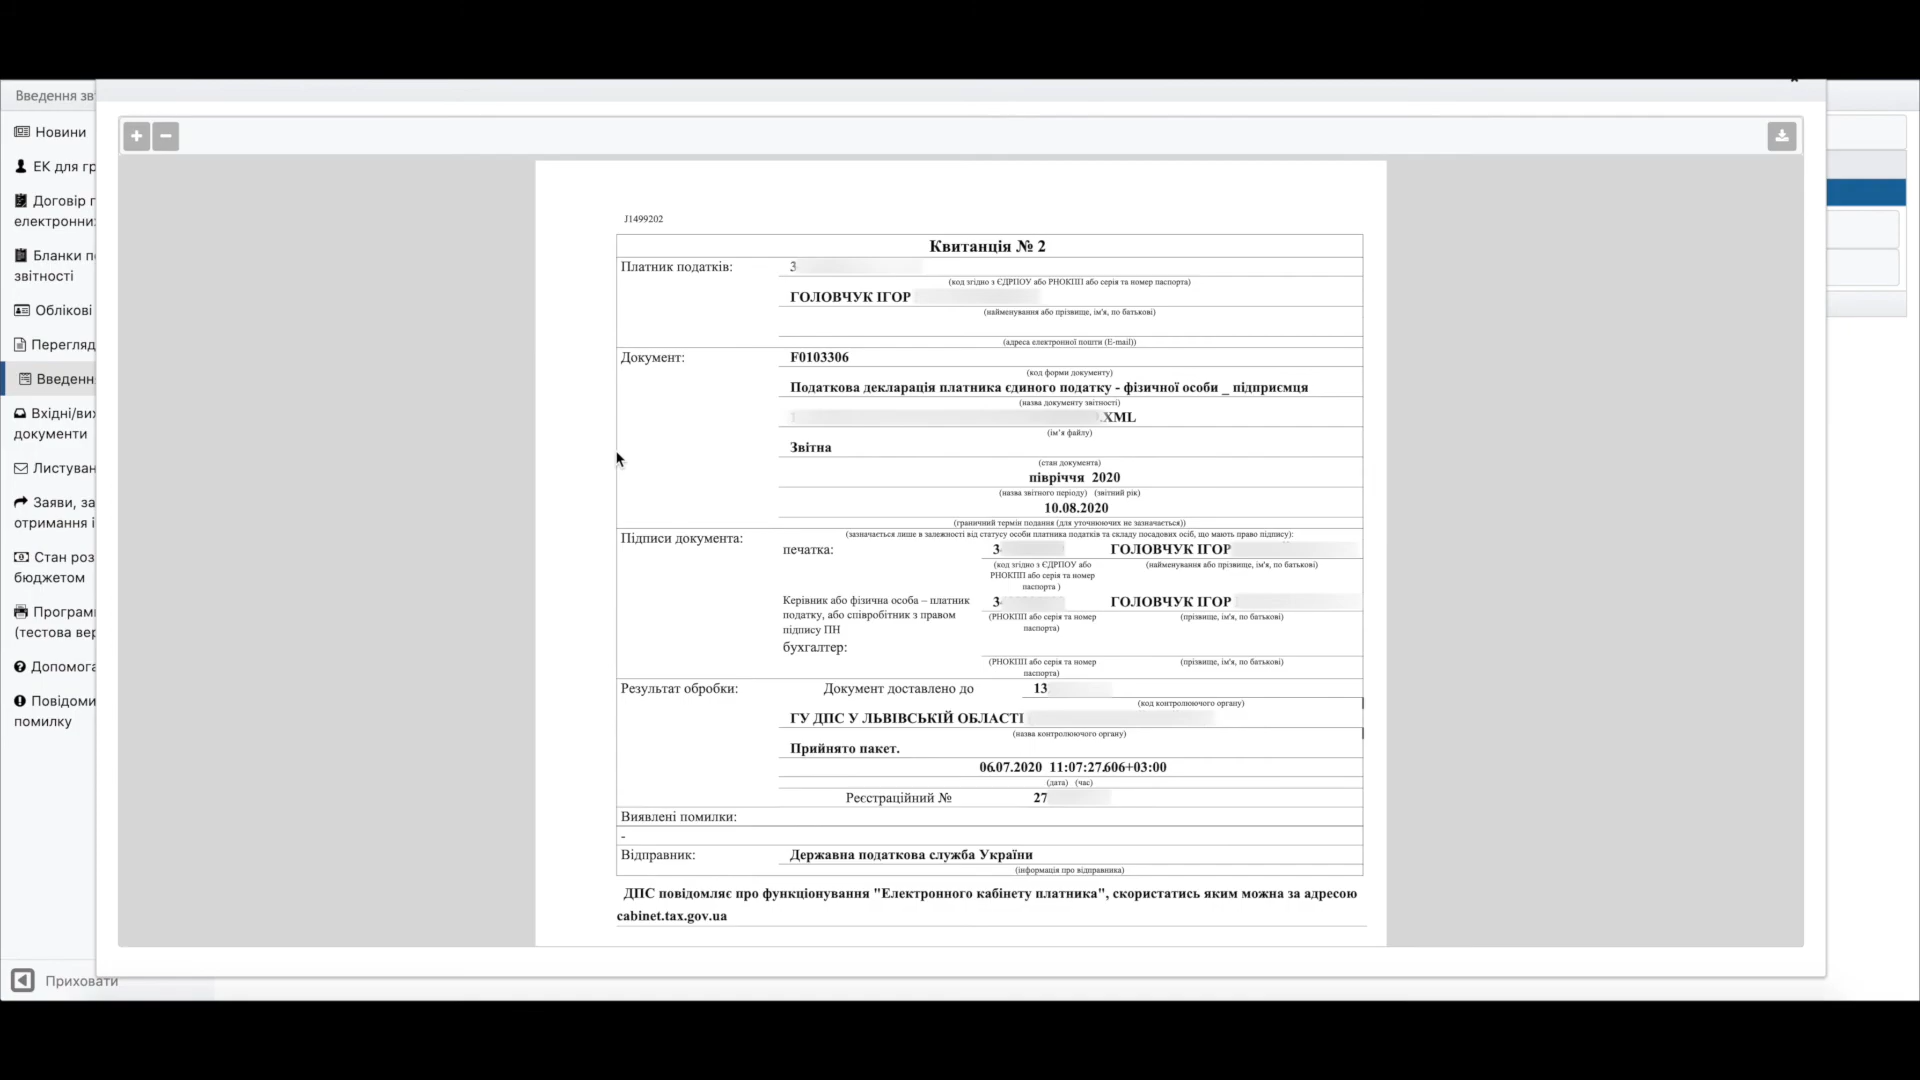 Введення зв
Новини
ЕК для гр
Договір п
електронни
Бланки п
звітності
Облікові
Перегляд
Введенн
Вхідні/вих
документи
Листуван
Заяви, за
отримання і
Стан роз
бюджетом
Програм
(тестова вер
Допомога
Повідоми
помилку
Приховати
J1499202
Квитанція № 2
Платник податків: 3
(код згідно з ЄДРПОУ або РНОКПП або серія та номер паспорта)
ГОЛОВЧУК ІГОР
(найменування або прізвище, ім'я, по батькові)
(адреса електронної пошти (E-mail))
Документ: F0103306
(код форми документу)
Податкова декларація платника єдиного податку - фізичної особи _ підприємця
(назва документу звітності)
.XML
(ім'я файлу)
Звітна
(стан документа)
півріччя 2020
(назва звітного періоду) (звітний рік)
10.08.2020
(граничний термін подання (для уточнюючих не зазначається))
Підписи документа: (зазначається лише в залежності від статусу особи платника податків та складу посадових осіб, що мають право підпису):
печатка: 3 ГОЛОВЧУК ІГОР
(код згідно з ЄДРПОУ або (найменування або прізвище, ім'я, по батькові)
РНОКПП або серія та номер
паспорта )
Керівник або фізична особа – платник 3 ГОЛОВЧУК ІГОР
податку, або співробітник з правом (РНОКПП або серія та номер (прізвище, ім'я, по батькові)
підпису ПН паспорта)
бухгалтер:
(РНОКПП або серія та номер (прізвище, ім'я, по батькові)
паспорта)
Результат обробки: Документ доставлено до 13
(код контролюючого органу)
ГУ ДПС У ЛЬВІВСЬКІЙ ОБЛАСТІ
(назва контролюючого органу)
Прийнято пакет.
06.07.2020 11:07:27.606+03:00
(дата) (час)
Реєстраційний № 27
Виявлені помилки:
-
Відправник: Державна податкова служба України
(інформація про відправника)
ДПС повідомляє про функціонування "Електронного кабінету платника", скористатись яким можна за адресою
cabinet.tax.gov.ua